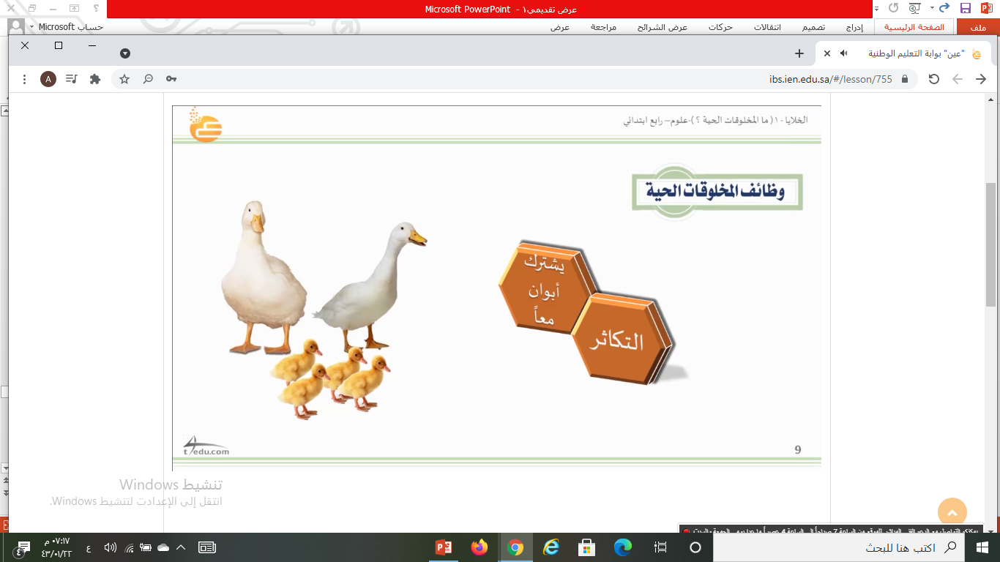 عرض تقديمي١ - Microsoft PowerPoint
ملف
الصفحة الرئيسية
إدراج
تصميم
انتقالات
حركات
عرض الشرائح
مراجعة
عرض
حساب Microsoft
"عين" بوابة التعليم الوطنية
ibs.ien.edu.sa/#/lesson/755
A
الخلايا - ١( ما المخلوقات الحية ؟ )-علوم– رابع ابتدائي
وظائف المخلوقات الحية
يشترك
أبوان
معاً
التكاثر
t4edu.com
9
تنشيط Windows
انتقل إلى الإعدادت لتنشيط Windows.
اكتب هنا للبحث
ع
٠٧:١٧ م
٤٣/٠١/٢٢
٤